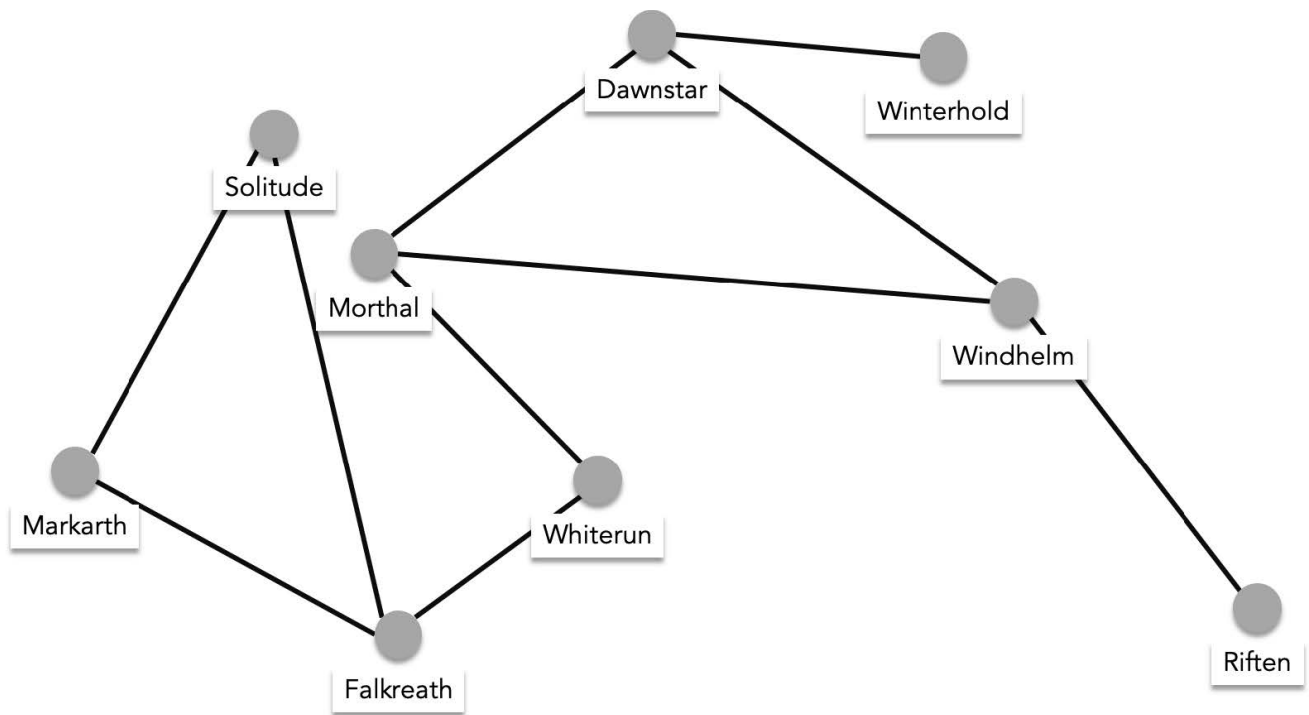 Dawnstar
Winterhold
Solitude
Morthal
Windhelm
Markarth
Whiterun
Riften
Falkreath